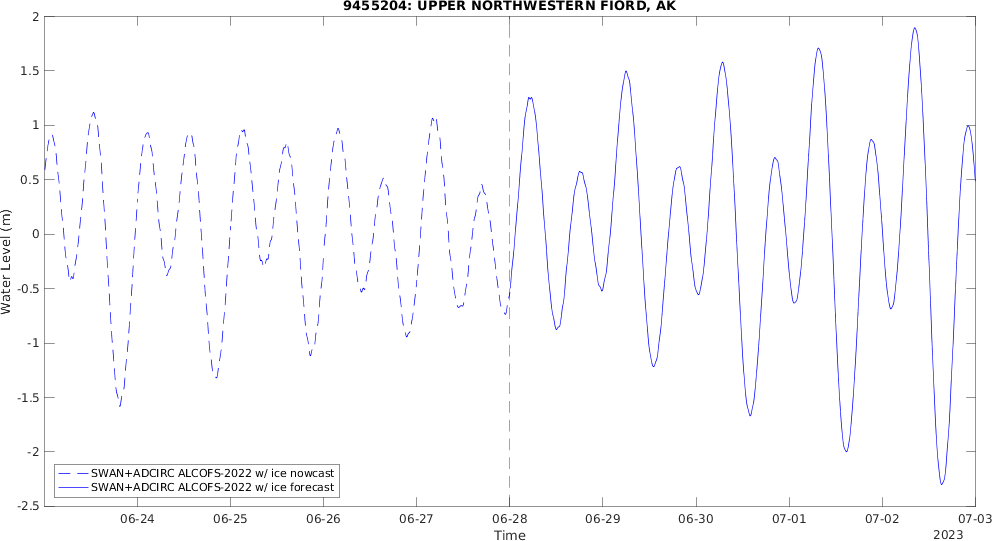 9455204: UPPER NORTHWESTERN FIORD, AK
2
1.5
1
0.5
0
-0.5
-1
-1.5
-2
-2.5
Water Level (m)
SWAN+ADCIRC ALCOFS-2022 w/ ice nowcast
SWAN+ADCIRC ALCOFS-2022 w/ ice forecast
06-24 06-25 06-26 06-27 06-28 06-29 06-30 07-01 07-02 07-03
Time
2023